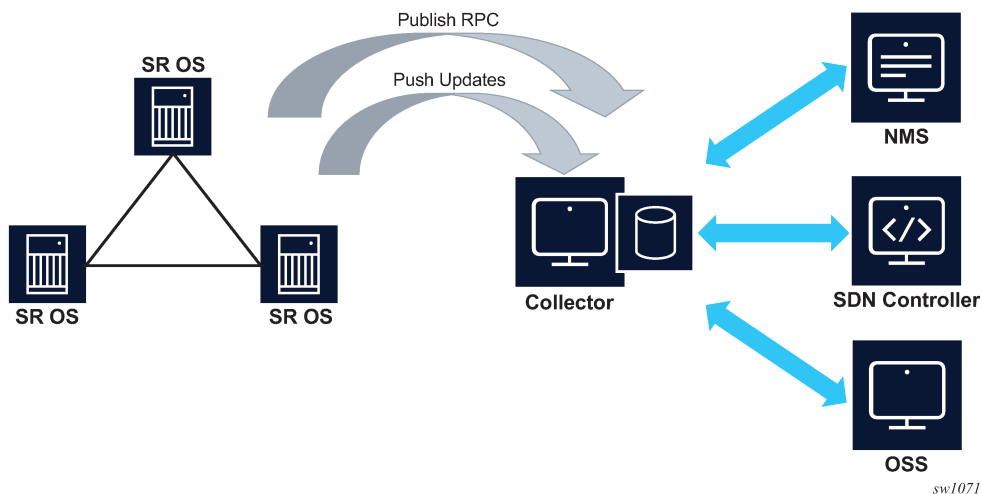 Publish RPC
Push Updates
SR OS
SR OS
SR OS
Collector
NMS
</>
SDN Controller
OSS
sw1071